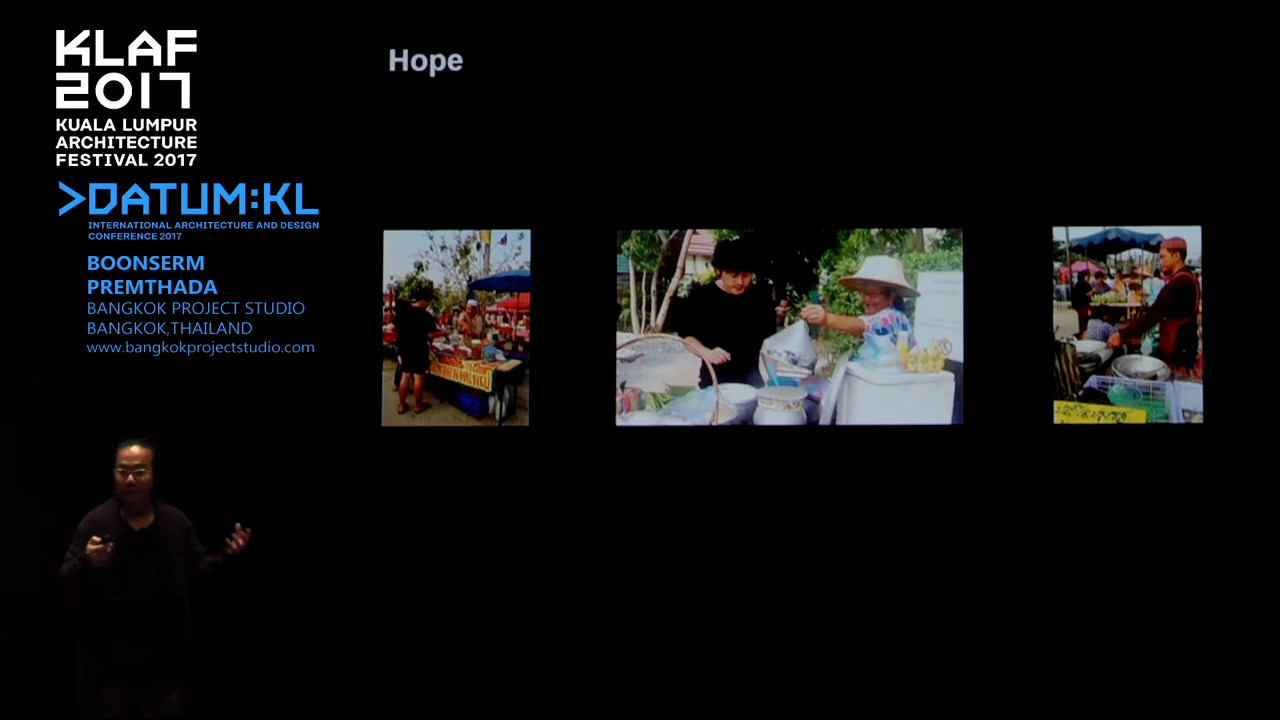 KLAF
2017
KUALA LUMPUR
ARCHITECTURE
FESTIVAL 2017
>DATUM:KL
INTERNATIONAL ARCHITECTURE AND DESIGN
CONFERENCE 2017
BOONSERM
PREMTHADA
BANGKOK PROJECT STUDIO
BANGKOK,THAILAND
www.bangkokprojectstudio.com
Hope